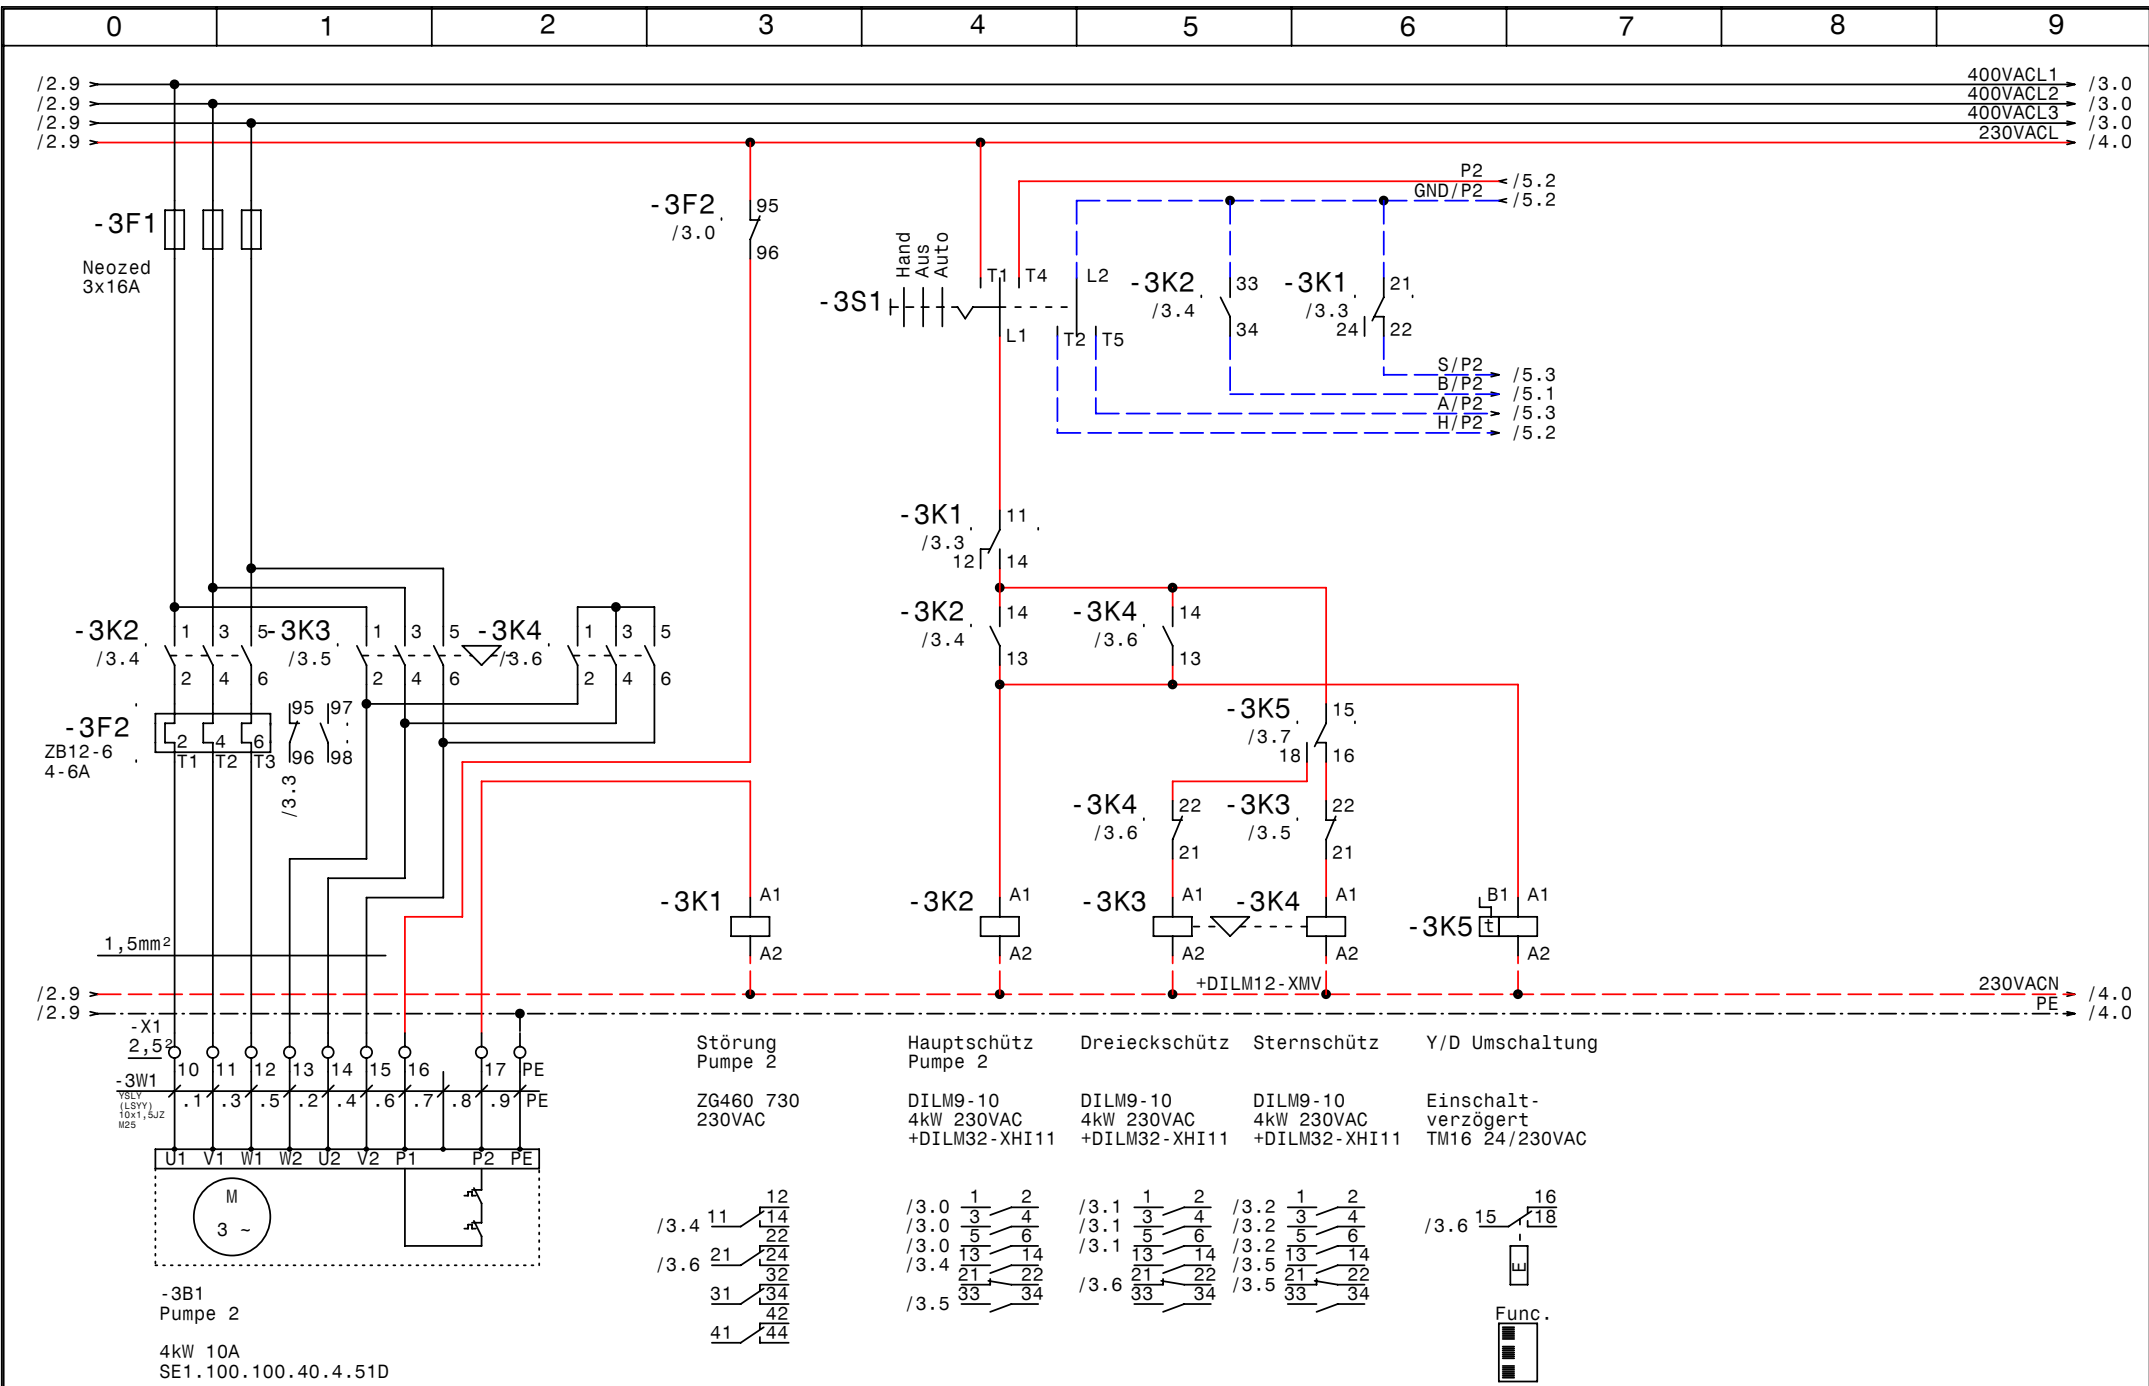 0 1 2 3 4 5 6 7 8 9
/2.9 400VACL1 /3.0
/2.9 400VACL2 /3.0
/2.9 400VACL3 /3.0
/2.9 230VACL /4.0
P2 /5.2
GND/P2 /5.2
-3F1
Neozed
3x16A
-3F2
/3.0
95
96
Hand
Aus
Auto
-3S1
T1 T4 L2
L1 T2 T5
-3K2
/3.4
33
34
-3K1
/3.3
21
24 22
S/P2 /5.3
B/P2 /5.1
A/P2 /5.3
H/P2 /5.2
-3K1
/3.3
11
12 14
-3K2
/3.4
1 3 5
2 4 6
-3K3
/3.5
1 3 5
2 4 6
-3K4
/3.6
1 3 5
2 4 6
-3K2
/3.4
14
13
-3K4
/3.6
14
13
-3F2
ZB12-6
4-6A
2 4 6
T1 T2 T3
95 97
96 98
/3.3
-3K5
/3.7
15
18 16
-3K4
/3.6
22
21
-3K3
/3.5
22
21
-3K1
A1
A2
-3K2
A1
A2
-3K3
A1
A2
-3K4
A1
A2
-3K5
B1 A1
t
A2
1,5mm²
+DILM12-XMV
/2.9 230VACN /4.0
/2.9 PE /4.0
-X1
2,5²
10 11 12 13 14 15 16 17 PE
-3W1
YSLY
(LSYY)
10x1,5JZ
M25
.1 .3 .5 .2 .4 .6 .7 .8 .9 PE
U1 V1 W1 W2 U2 V2 P1 P2 PE
M
3 ~
-3B1
Pumpe 2
4kW 10A
SE1.100.100.40.4.51D
Störung
Pumpe 2
ZG460 730
230VAC
Hauptschütz
Pumpe 2
DILM9-10
4kW 230VAC
+DILM32-XHI11
Dreieckschütz
DILM9-10
4kW 230VAC
+DILM32-XHI11
Sternschütz
DILM9-10
4kW 230VAC
+DILM32-XHI11
Y/D Umschaltung
Einschalt-
verzögert
TM16 24/230VAC
12
/3.4 11 14
22
/3.6 21 24
32
31 34
42
41 44
/3.0 1 2
/3.0 3 4
/3.0 5 6
/3.4 13 14
21 22
/3.5 33 34
/3.1 1 2
/3.1 3 4
/3.1 5 6
13 14
/3.6 21 22
33 34
/3.2 1 2
/3.2 3 4
/3.2 5 6
/3.5 13 14
/3.5 21 22
33 34
16
/3.6 15 18
E
Func.